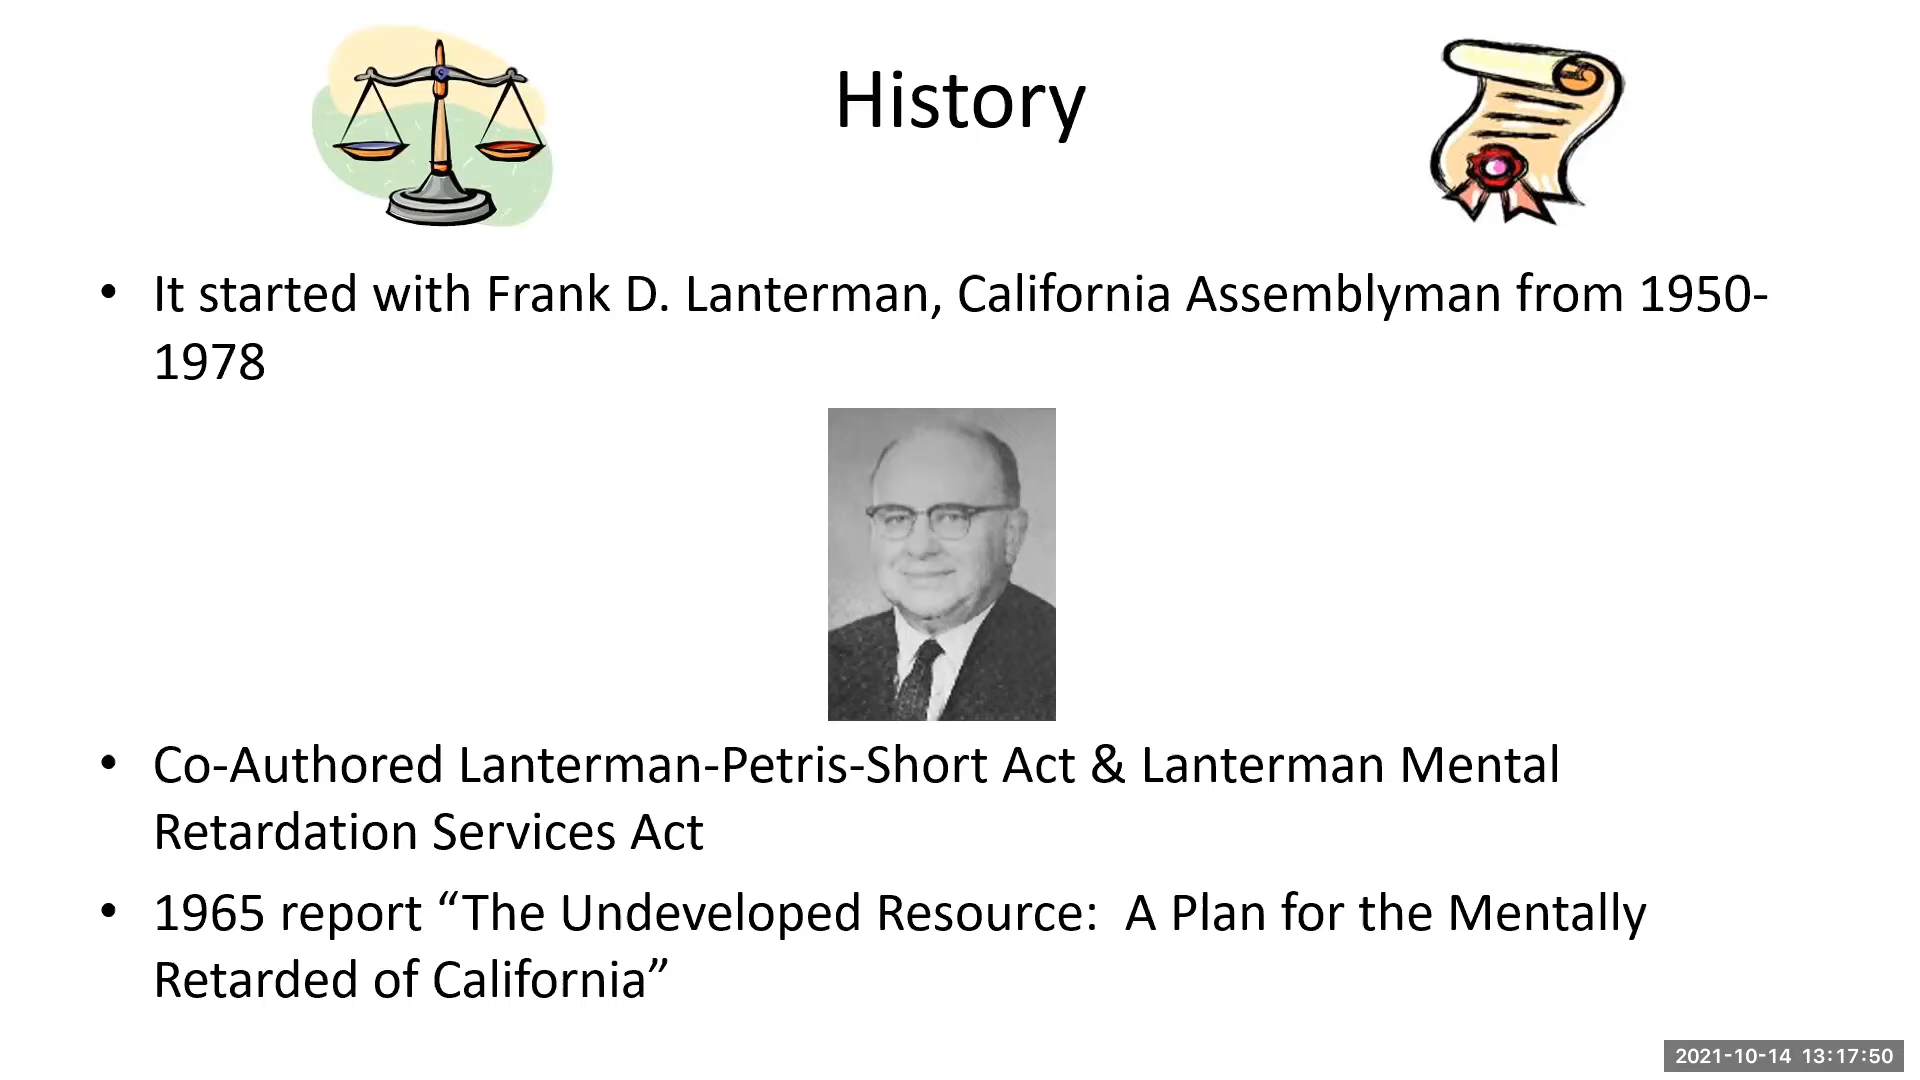 History
• It started with Frank D. Lanterman, California Assemblyman from 1950-
1978
• Co-Authored Lanterman-Petris-Short Act & Lanterman Mental
Retardation Services Act
• 1965 report “The Undeveloped Resource:  A Plan for the Mentally
Retarded of California”
2021-10-14 13:17:50